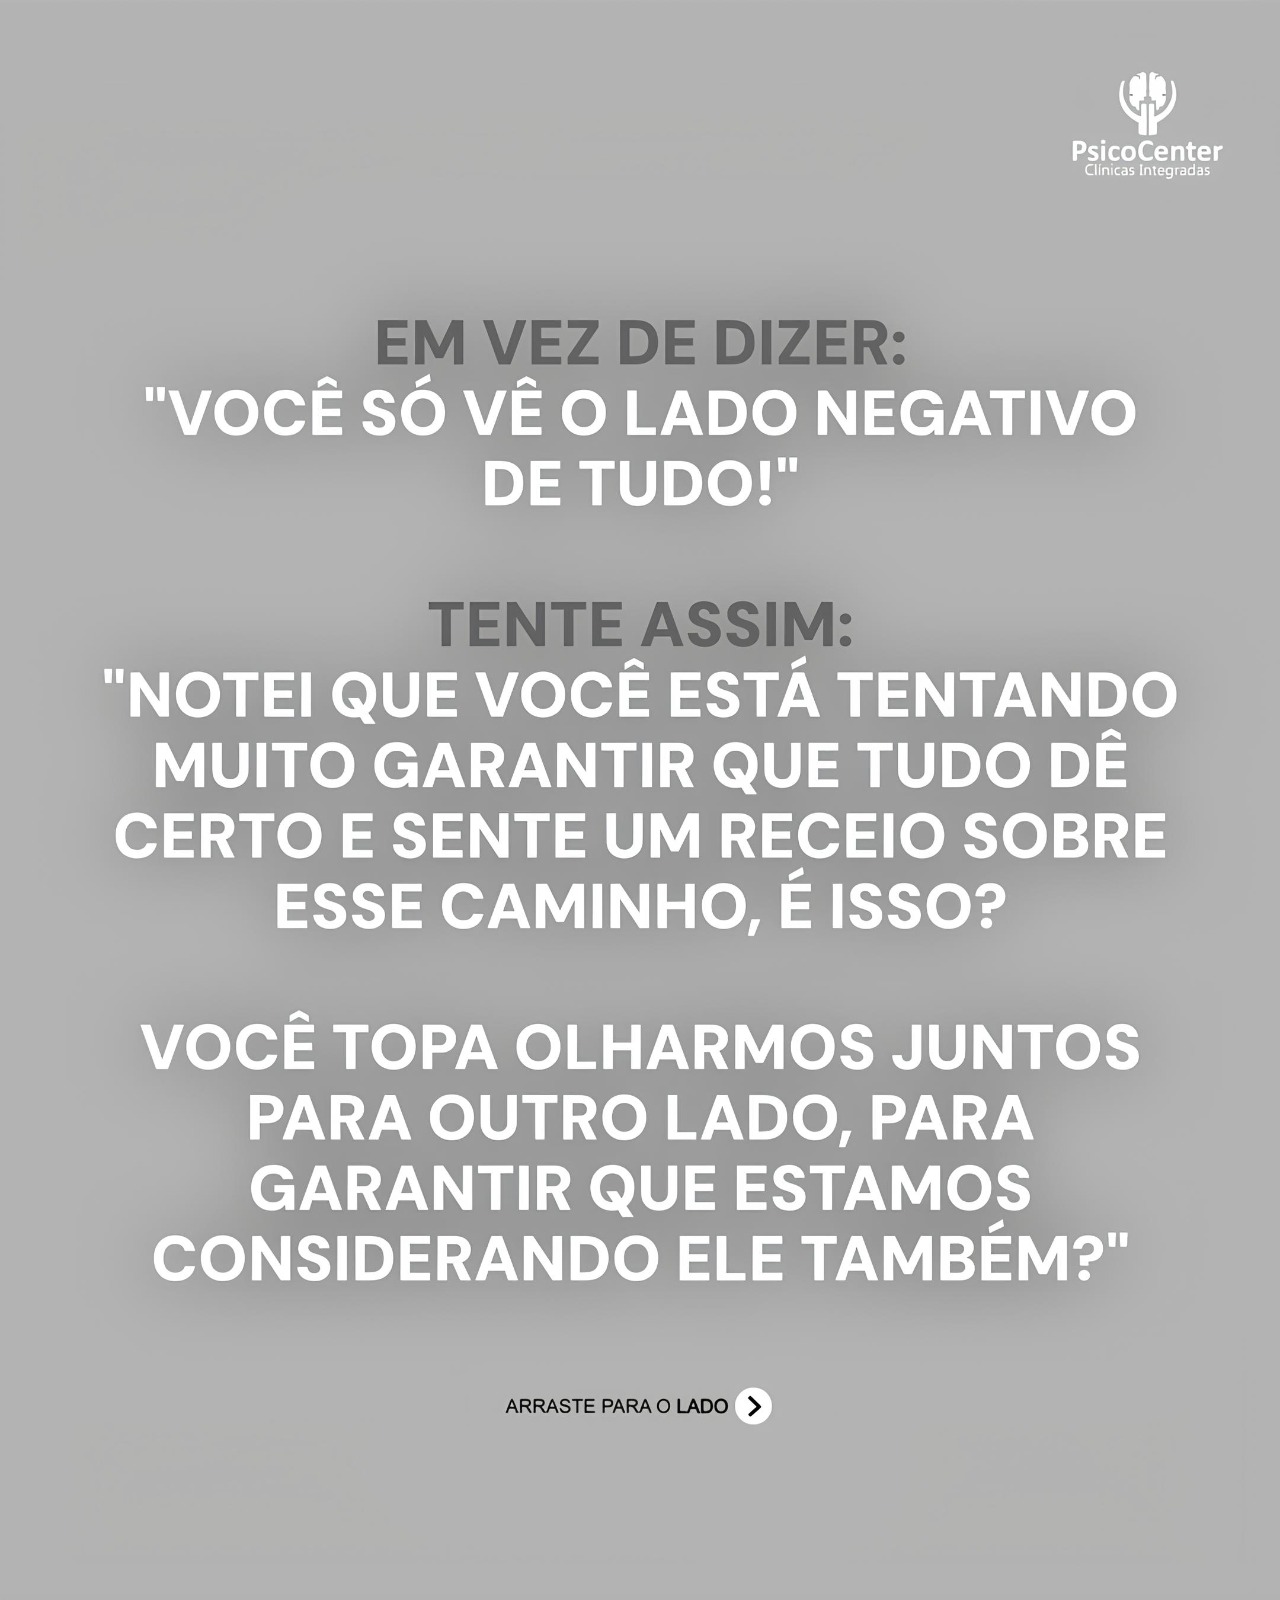 PsicoCenter
Clínicas Integradas
EM VEZ DE DIZER:
"VOCÊ SÓ VÊ O LADO NEGATIVO
DE TUDO!"
TENTE ASSIM:
"NOTEI QUE VOCÊ ESTÁ TENTANDO
MUITO GARANTIR QUE TUDO DÊ
CERTO E SENTE UM RECEIO SOBRE
ESSE CAMINHO, É ISSO?
VOCÊ TOPA OLHARMOS JUNTOS
PARA OUTRO LADO, PARA
GARANTIR QUE ESTAMOS
CONSIDERANDO ELE TAMBÉM?"
ARRASTE PARA O LADO